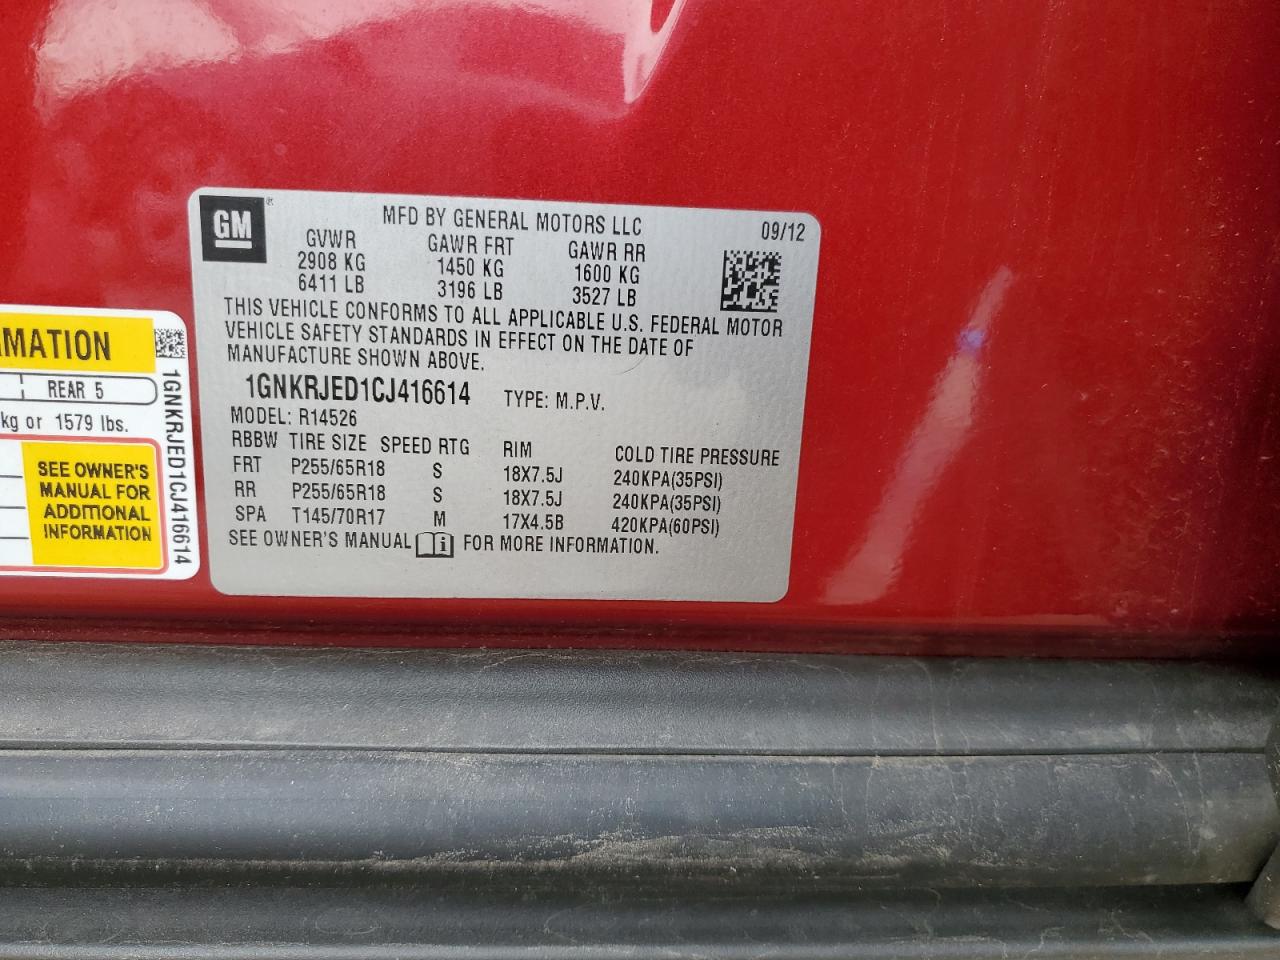 GM
MFD BY GENERAL MOTORS LLC 09/12
GVWR GAWR FRT GAWR RR
2908 KG 1450 KG 1600 KG
6411 LB 3196 LB 3527 LB
THIS VEHICLE CONFORMS TO ALL APPLICABLE U.S. FEDERAL MOTOR
VEHICLE SAFETY STANDARDS IN EFFECT ON THE DATE OF
MANUFACTURE SHOWN ABOVE.
1GNKRJED1CJ416614 TYPE: M.P.V.
MODEL: R14526
RBBW TIRE SIZE SPEED RTG RIM COLD TIRE PRESSURE
FRT P255/65R18 S 18X7.5J 240KPA(35PSI)
RR P255/65R18 S 18X7.5J 240KPA(35PSI)
SPA T145/70R17 M 17X4.5B 420KPA(60PSI)
SEE OWNER'S MANUAL i FOR MORE INFORMATION.
MATION
REAR 5
kg or 1579 lbs.
SEE OWNER'S
MANUAL FOR
ADDITIONAL
INFORMATION
1GNKRJED1CJ416614